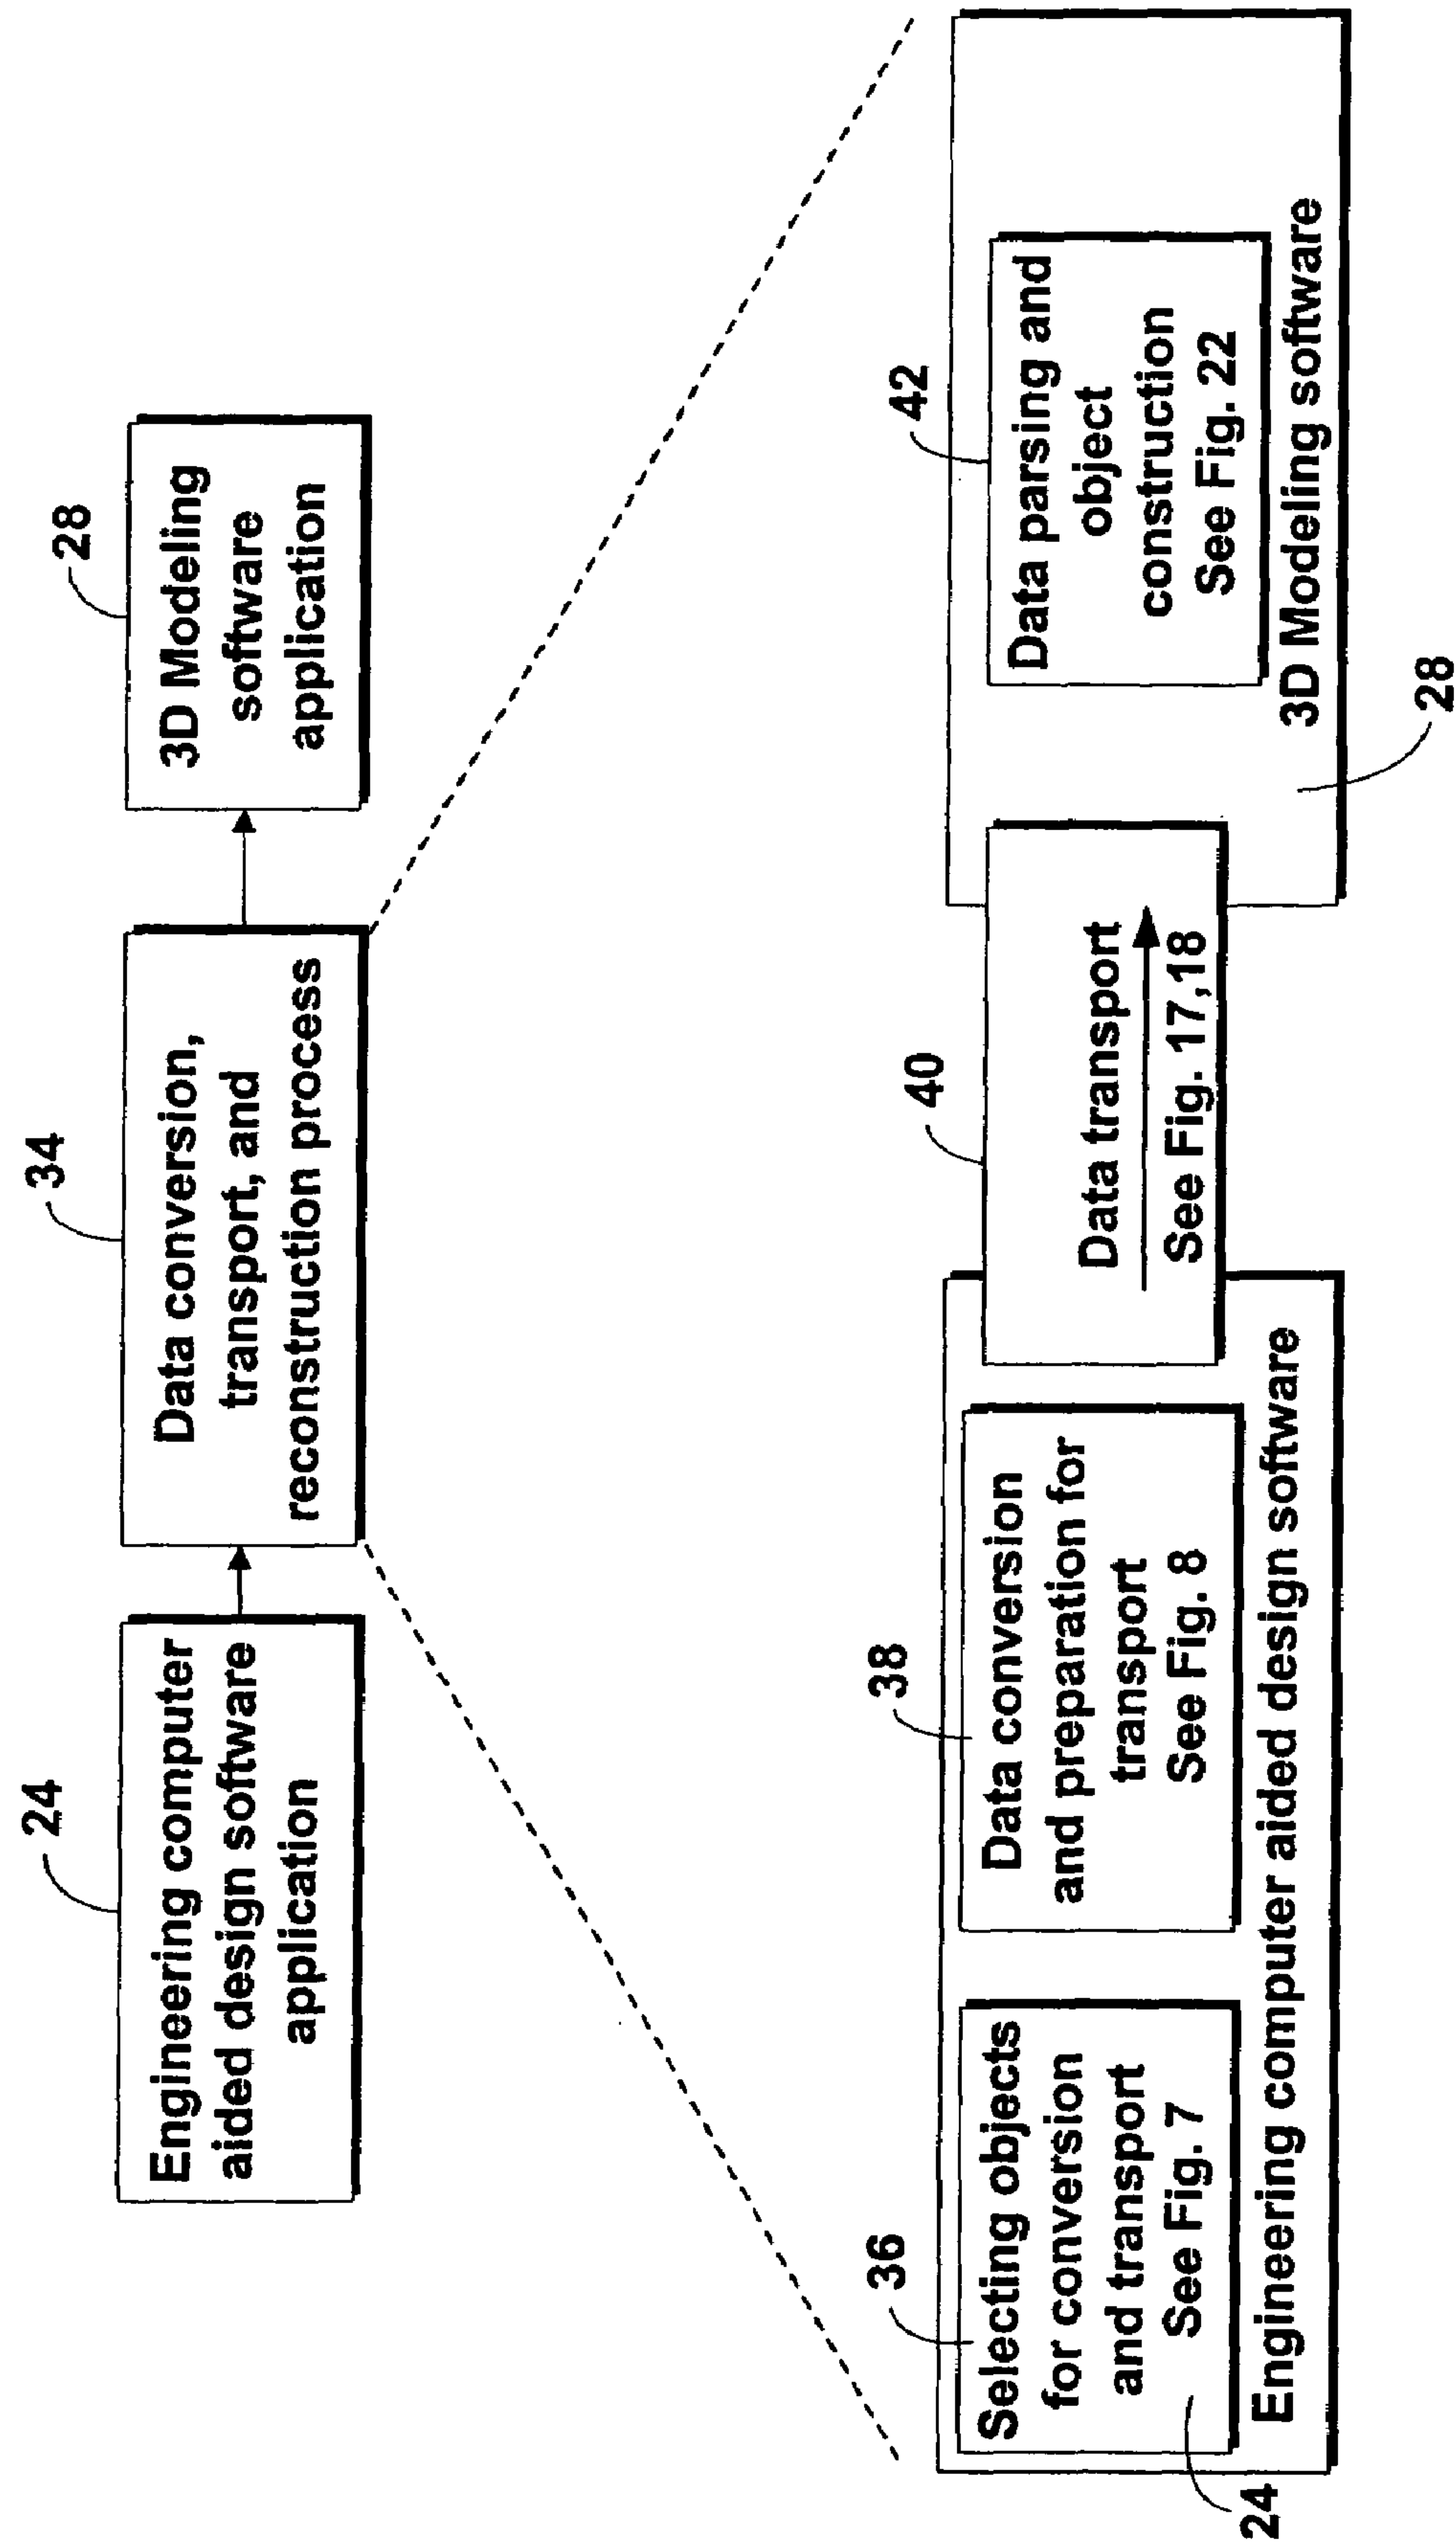 24
Engineering computer
aided design software
application
34
Data conversion,
transport, and
reconstruction process
28
3D Modeling
software
application
36
Selecting objects
for conversion
and transport
See Fig. 7
24
38
Data conversion
and preparation for
transport
See Fig. 8
Engineering computer aided design software
40
Data transport
See Fig. 17,18
42
Data parsing and
object
construction
See Fig. 22
3D Modeling software
28